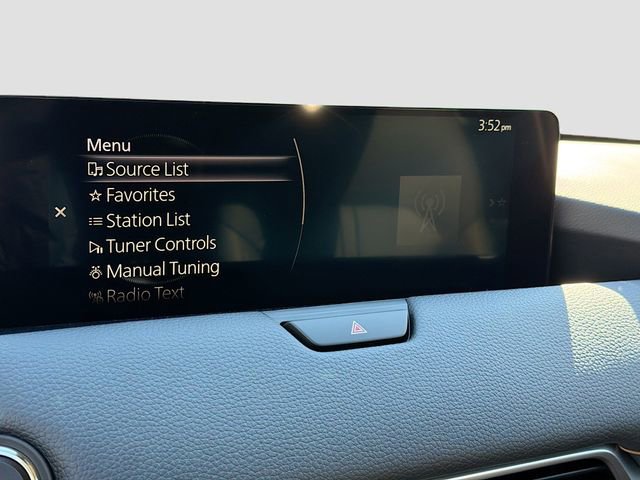 3:52pm
Menu
Source List
Favorites
Station List
Tuner Controls
Manual Tuning
Radio Text